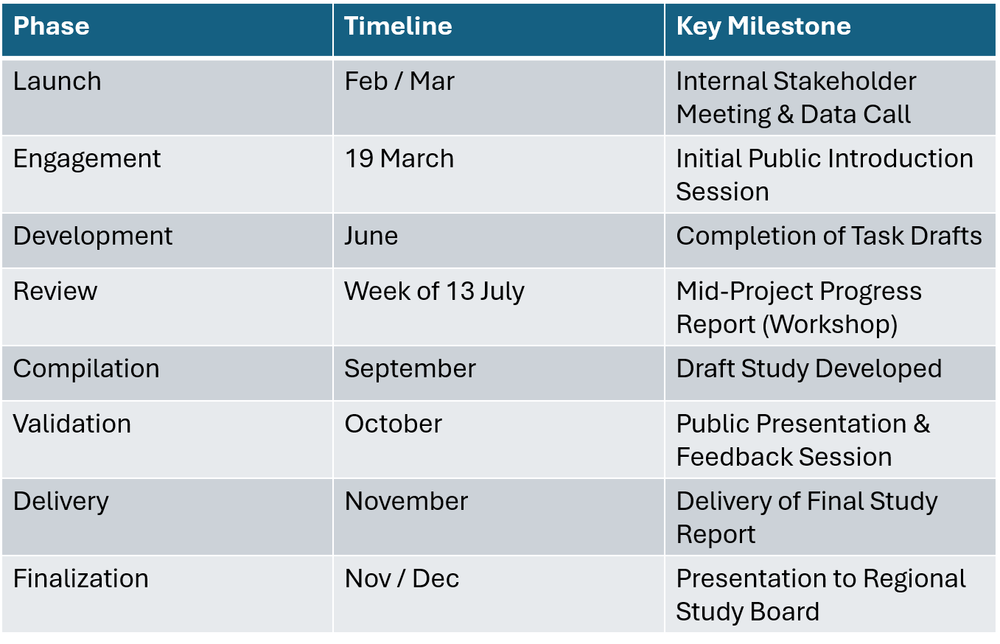 Phase Timeline Key Milestone
Launch Feb / Mar Internal Stakeholder
Meeting & Data Call
Engagement 19 March Initial Public Introduction
Session
Development June Completion of Task Drafts
Review Week of 13 July Mid-Project Progress
Report (Workshop)
Compilation September Draft Study Developed
Validation October Public Presentation &
Feedback Session
Delivery November Delivery of Final Study
Report
Finalization Nov / Dec Presentation to Regional
Study Board